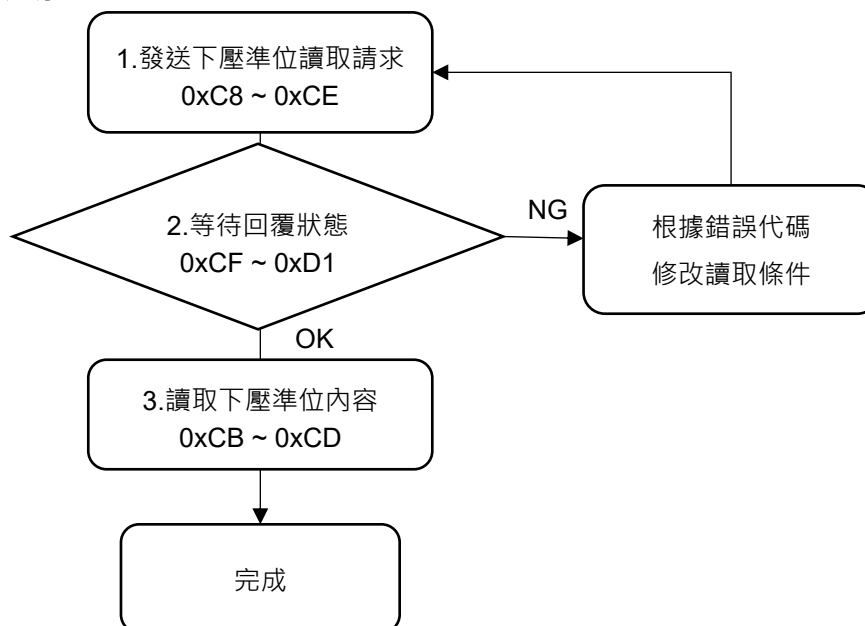 1.發送下壓準位讀取請求
0xC8 ~ 0xCE
2.等待回覆狀態
0xCF ~ 0xD1
NG
根據錯誤代碼
修改讀取條件
OK
3.讀取下壓準位內容
0xCB ~ 0xCD
完成